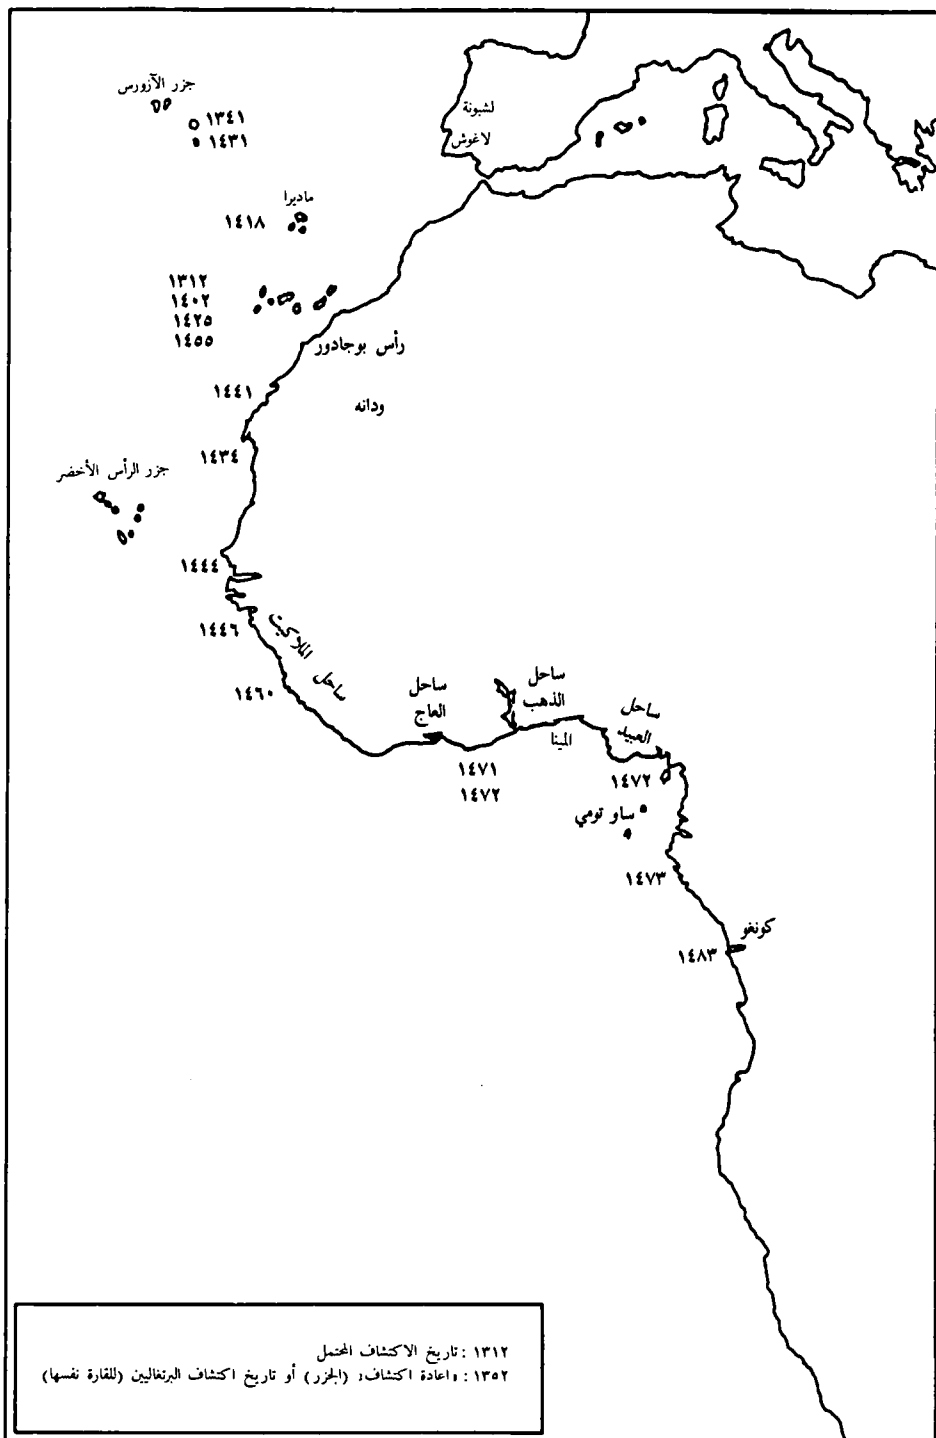 جزر الآزورس
١٣٤١
١٤٣١
لشبونة
لاغوش
ماديرا
١٤١٨
١٣١٢
١٤٠٢
١٤٢٥
١٤٥٥
رأس بوجادور
١٤٤١
ودانه
١٤٣٤
جزر الرأس الأخضر
١٤٤٤
١٤٤٦
ساحل الملاكيت
١٤٦٠
ساحل
العاج
ساحل
الذهب
المينا
ساحل
العبيد
١٤٧١
١٤٧٢
١٤٧٢
ساو تومي
١٤٧٣
كونغو
١٤٨٣
١٣١٢ : تاريخ الاكتشاف المحتمل
١٣٥٢ : «اعادة اكتشاف» (الجزر) أو تاريخ اكتشاف البرتغاليين (للقارة نفسها)